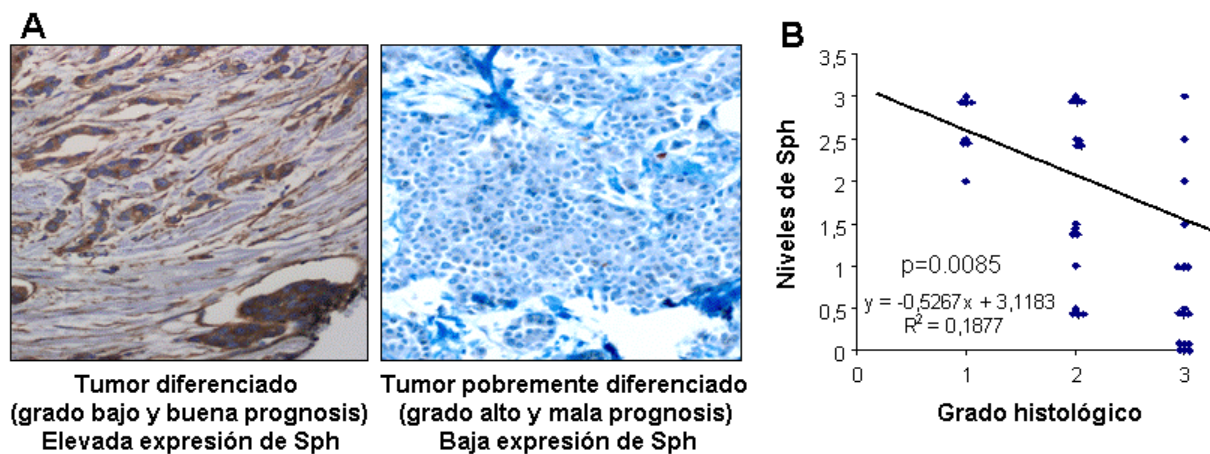 A
Tumor diferenciado
(grado bajo y buena prognosis)
Elevada expresión de Sph
Tumor pobremente diferenciado
(grado alto y mala prognosis)
Baja expresión de Sph
B
Niveles de Sph
3,5
3
2,5
2
1,5
1
0,5
0
p=0.0085
y = -0,5267x + 3,1183
R² = 0,1877
0 1 2 3
Grado histológico